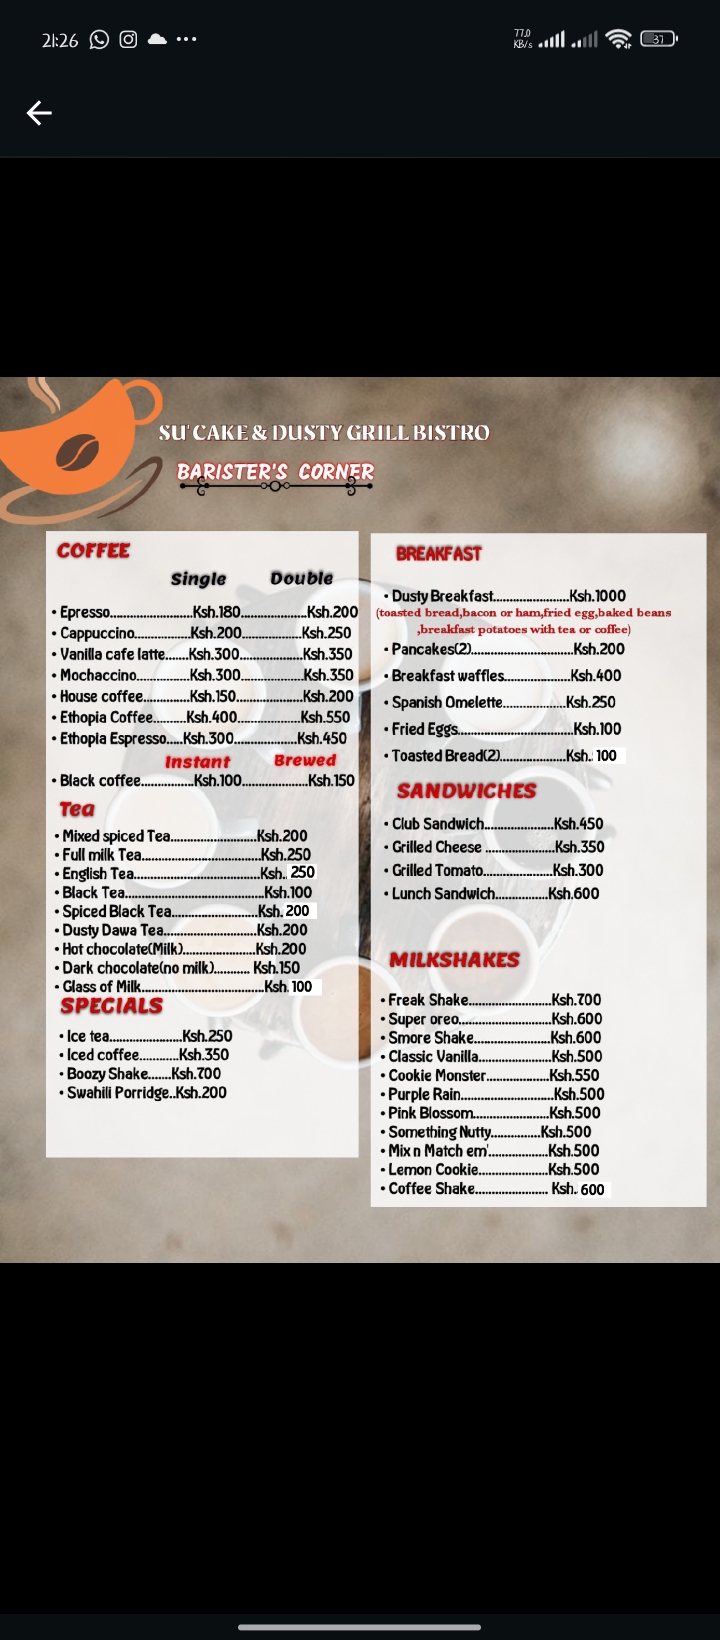 21:26
77.0
KB/s
37
SU'CAKE & DUSTY GRILL BISTRO
BARISTER'S CORNER
COFFEE
Single Double
• Epresso.....................Ksh.180................Ksh.200
• Cappuccino.................Ksh.200................Ksh.250
• Vanilla cafe latte.......Ksh.300...................Ksh.350
• Mochaccino................Ksh.300..................Ksh.350
• House coffee..............Ksh.150..................Ksh.200
• Ethopia Coffee..........Ksh.400...................Ksh.550
• Ethopia Espresso.....Ksh.300....................Ksh.450
Instant Brewed
• Black coffee................Ksh.100....................Ksh.150
Tea
• Mixed spiced Tea..........................Ksh.200
• Full milk Tea....................................Ksh.250
• English Tea......................................Ksh. 250
• Black Tea........................................Ksh.100
• Spiced Black Tea..........................Ksh. 200
• Dusty Dawa Tea...........................Ksh.200
• Hot chocolate(Milk)......................Ksh.200
• Dark chocolate(no milk)........... Ksh.150
• Glass of Milk.....................................Ksh. 100
SPECIALS
• Ice tea......................Ksh.250
• Iced coffee............Ksh.350
• Boozy Shake.......Ksh.700
• Swahili Porridge..Ksh.200
BREAKFAST
• Dusty Breakfast.......................Ksh.1000
(toasted bread,bacon or ham,fried egg,baked beans
,breakfast potatoes with tea or coffee)
• Pancakes(2)...............................Ksh.200
• Breakfast waffles....................Ksh.400
• Spanish Omelette...................Ksh.250
• Fried Eggs...................................Ksh.100
• Toasted Bread(2)....................Ksh. 100
SANDWICHES
• Club Sandwich.....................Ksh.450
• Grilled Cheese .....................Ksh.350
• Grilled Tomato.....................Ksh.300
• Lunch Sandwich................Ksh.600
MILKSHAKES
• Freak Shake.........................Ksh.700
• Super oreo............................Ksh.600
• Smore Shake.......................Ksh.600
• Classic Vanilla......................Ksh.500
• Cookie Monster...................Ksh.550
• Purple Rain............................Ksh.500
• Pink Blossom.......................Ksh.500
• Something Nutty...............Ksh.500
• Mix n Match em'..................Ksh.500
• Lemon Cookie.....................Ksh.500
• Coffee Shake...................... Ksh. 600